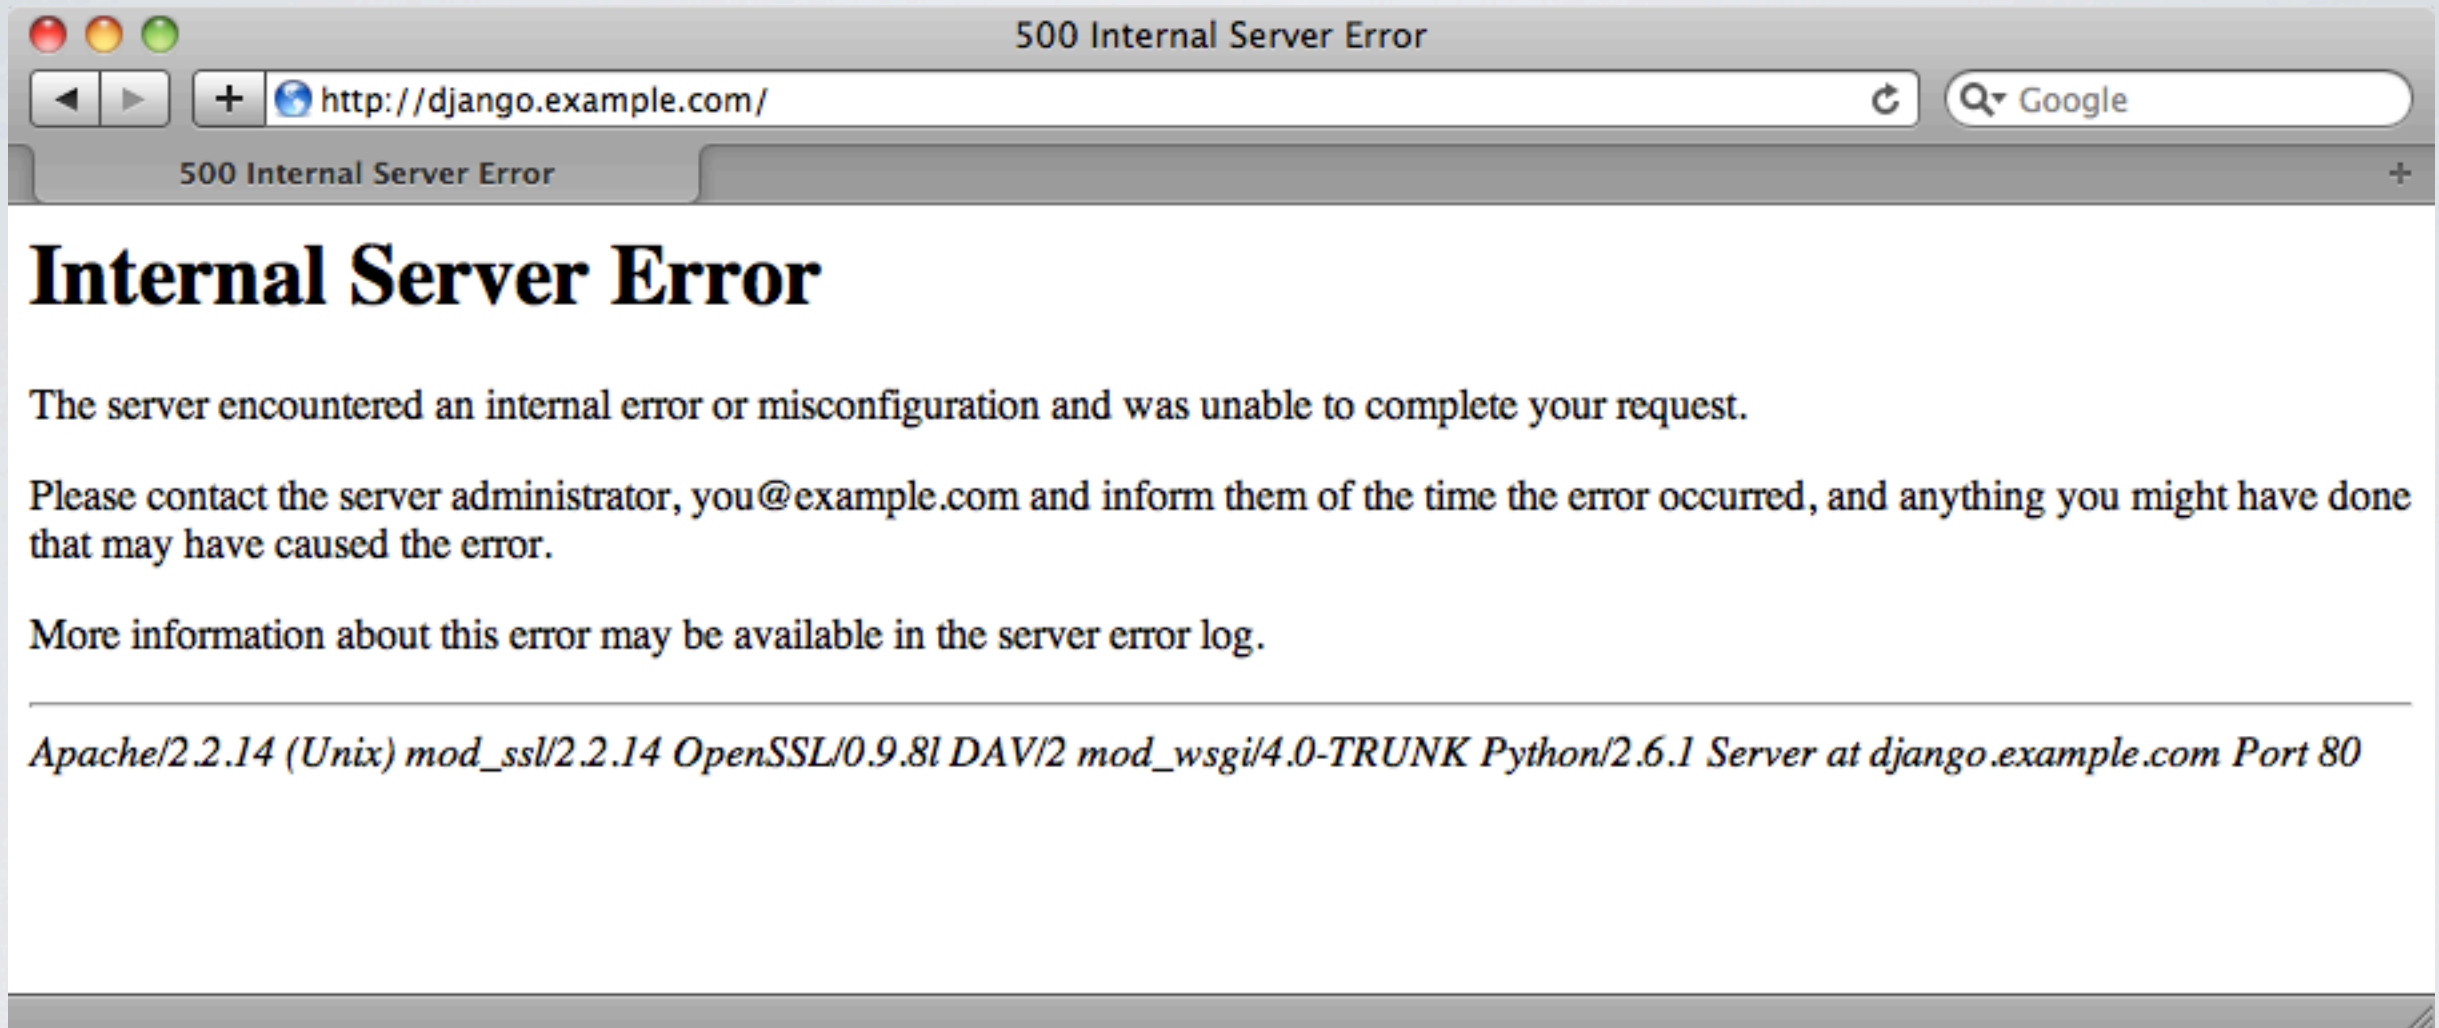 500 Internal Server Error
http://django.example.com/
Google
500 Internal Server Error
Internal Server Error
The server encountered an internal error or misconfiguration and was unable to complete your request.
Please contact the server administrator, you@example.com and inform them of the time the error occurred, and anything you might have done
that may have caused the error.
More information about this error may be available in the server error log.
Apache/2.2.14 (Unix) mod_ssl/2.2.14 OpenSSL/0.9.8l DAV/2 mod_wsgi/4.0-TRUNK Python/2.6.1 Server at django.example.com Port 80